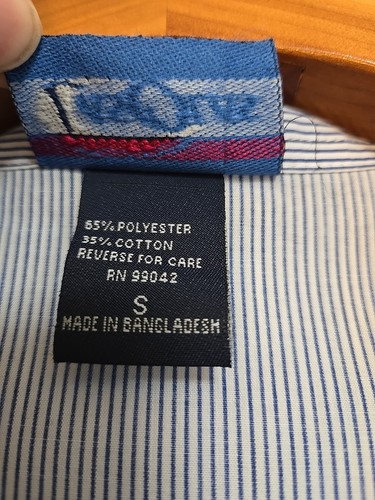 65% POLYESTER
35% COTTON
REVERSE FOR CARE
RN 99042
S
MADE IN BANGLADESH